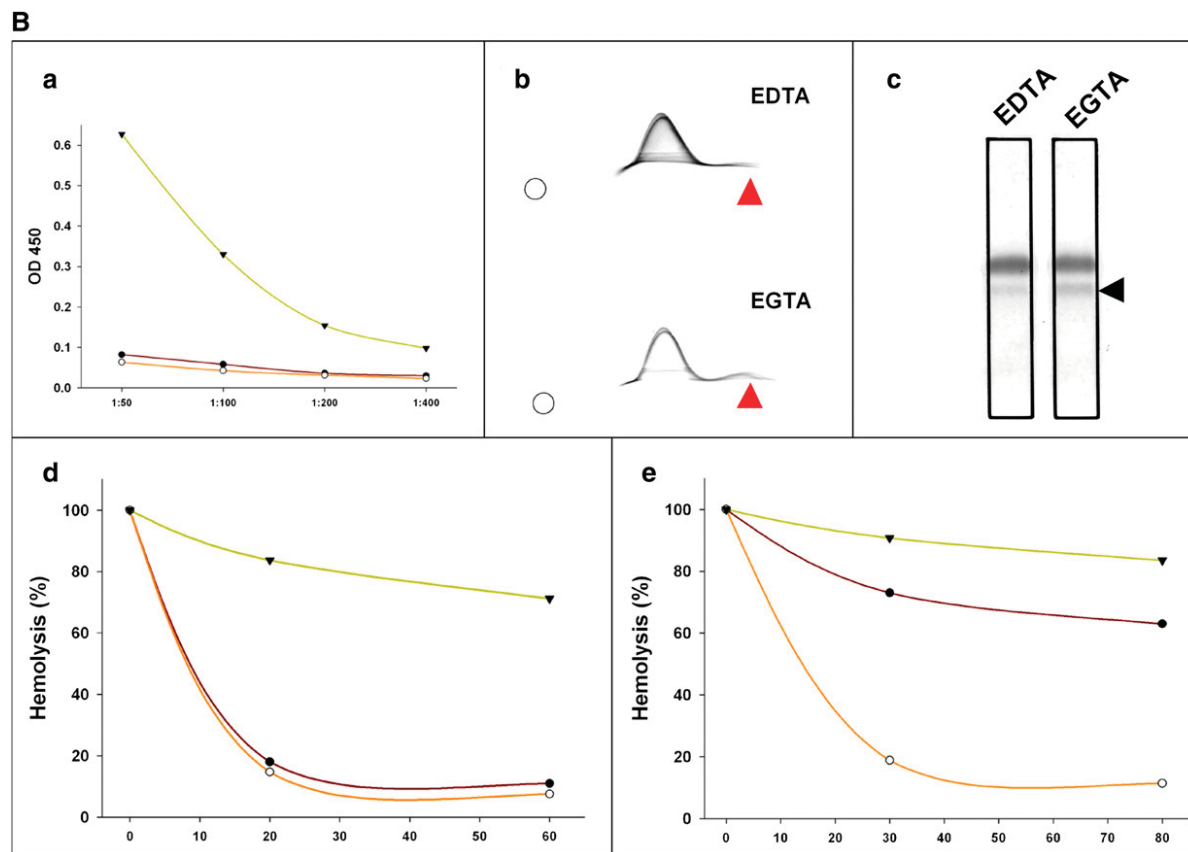 B
a
OD 450
0.6
0.5
0.4
0.3
0.2
0.1
0.0
1:50 1:100 1:200 1:400
b
EDTA
EGTA
c
EDTA EGTA
d
Hemolysis (%)
100
80
60
40
20
0
0 10 20 30 40 50 60
e
Hemolysis (%)
100
80
60
40
20
0
0 10 20 30 40 50 60 70 80